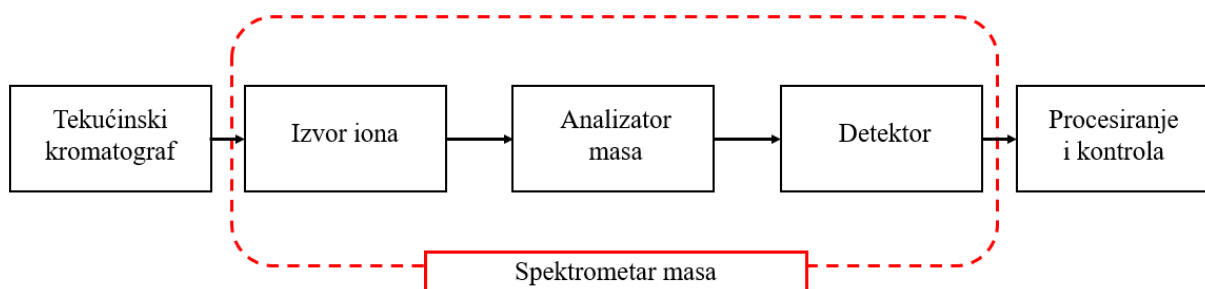 Tekućinski
kromatograf
Izvor iona
Analizator
masa
Detektor
Procesiranje
i kontrola
Spektrometar masa